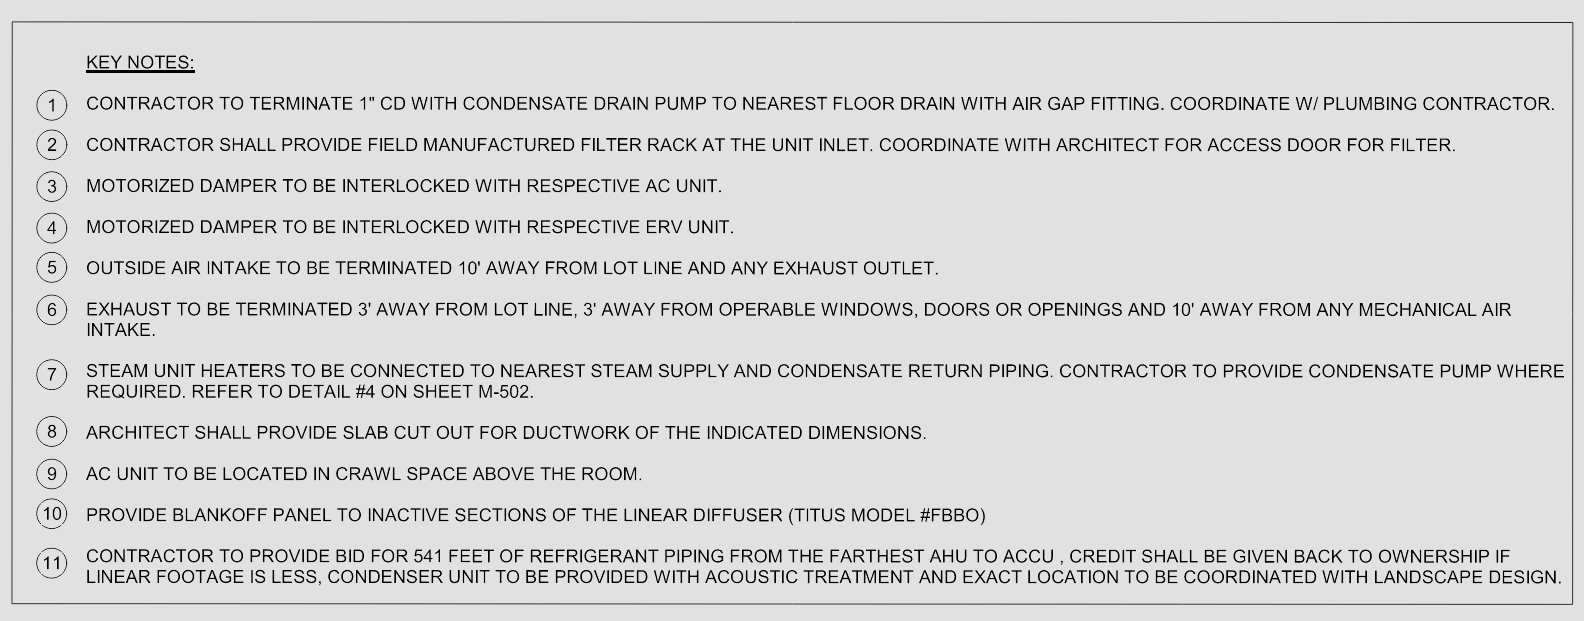 KEY NOTES:
1 CONTRACTOR TO TERMINATE 1" CD WITH CONDENSATE DRAIN PUMP TO NEAREST FLOOR DRAIN WITH AIR GAP FITTING. COORDINATE W/ PLUMBING CONTRACTOR.
2 CONTRACTOR SHALL PROVIDE FIELD MANUFACTURED FILTER RACK AT THE UNIT INLET. COORDINATE WITH ARCHITECT FOR ACCESS DOOR FOR FILTER.
3 MOTORIZED DAMPER TO BE INTERLOCKED WITH RESPECTIVE AC UNIT.
4 MOTORIZED DAMPER TO BE INTERLOCKED WITH RESPECTIVE ERV UNIT.
5 OUTSIDE AIR INTAKE TO BE TERMINATED 10' AWAY FROM LOT LINE AND ANY EXHAUST OUTLET.
6 EXHAUST TO BE TERMINATED 3' AWAY FROM LOT LINE, 3' AWAY FROM OPERABLE WINDOWS, DOORS OR OPENINGS AND 10' AWAY FROM ANY MECHANICAL AIR
INTAKE.
7 STEAM UNIT HEATERS TO BE CONNECTED TO NEAREST STEAM SUPPLY AND CONDENSATE RETURN PIPING. CONTRACTOR TO PROVIDE CONDENSATE PUMP WHERE
REQUIRED. REFER TO DETAIL #4 ON SHEET M-502.
8 ARCHITECT SHALL PROVIDE SLAB CUT OUT FOR DUCTWORK OF THE INDICATED DIMENSIONS.
9 AC UNIT TO BE LOCATED IN CRAWL SPACE ABOVE THE ROOM.
10 PROVIDE BLANKOFF PANEL TO INACTIVE SECTIONS OF THE LINEAR DIFFUSER (TITUS MODEL #FBBO)
11 CONTRACTOR TO PROVIDE BID FOR 541 FEET OF REFRIGERANT PIPING FROM THE FARTHEST AHU TO ACCU , CREDIT SHALL BE GIVEN BACK TO OWNERSHIP IF
LINEAR FOOTAGE IS LESS, CONDENSER UNIT TO BE PROVIDED WITH ACOUSTIC TREATMENT AND EXACT LOCATION TO BE COORDINATED WITH LANDSCAPE DESIGN.